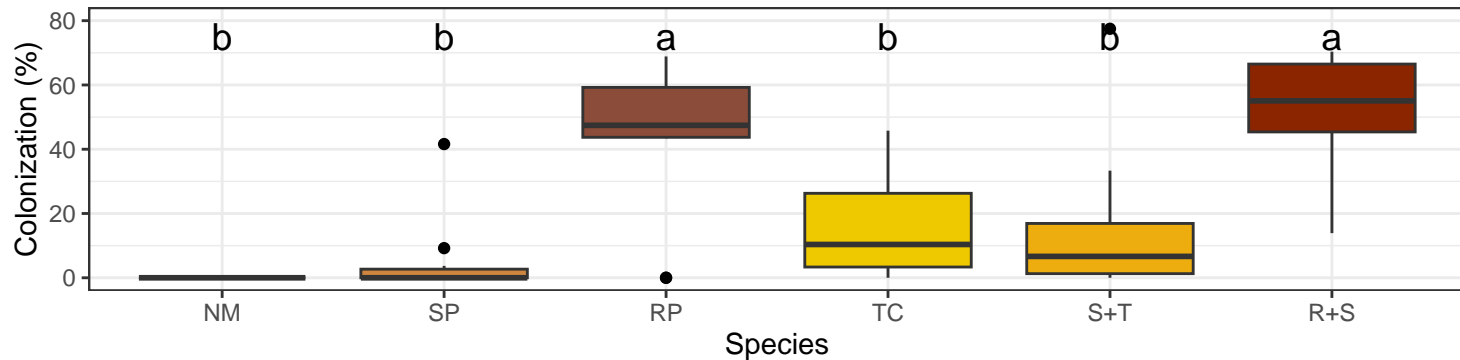 Colonization (%)
80
60
40
20
0
b b a b b a
NM SP RP TC S+T R+S
Species